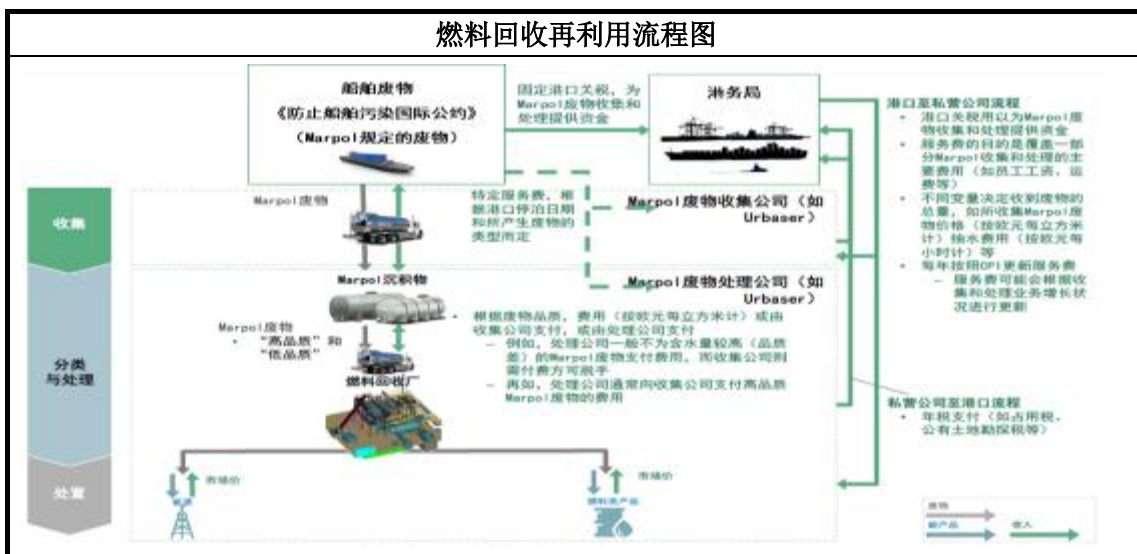 燃料回收再利用流程图
船舶废物
《防止船舶污染国际公约》
（Marpol规定的废物）
固定港口关税，为
Marpol废物收集和
处理提供资金
港务局
港口至私营公司流程
• 港口关税用以为Marpol废
物收集和处理提供资金
• 服务费的目的是覆盖一部
分Marpol收集和处理的主
要费用（如员工工资、运
费等）
• 不同变量决定收到废物的
总量，如所收集Marpol废
物价格（按欧元每立方米
计）抽水费用（按欧元每
小时计）等
• 每年按照CPI更新服务费
– 服务费可能会根据收
集和处理业务增长状
况进行更新
收集
Marpol废物
特定服务费，根
据港口停泊日期
和所产生废物的
类型而定
Marpol废物收集公司（如
Urbaser）
Marpol沉积物
Marpol废物处理公司（如
Urbaser）
分类
与处理
Marpol废物
• “高品质”和
“低品质”
• 根据废物品质，费用（按欧元每立方米计）或由
收集公司支付，或由处理公司支付
– 例如，处理公司一般不为含水量较高（品质
差）的Marpol废物支付费用，而收集公司则
需付费方可脱手
– 再如，处理公司通常向收集公司支付高品质
Marpol废物的费用
燃料回收厂
私营公司至港口流程
• 年税支付（如占用税、
公有土地勘探税等）
处置
市场价
能源
市场价
燃料类产品
废物
副产品
收入